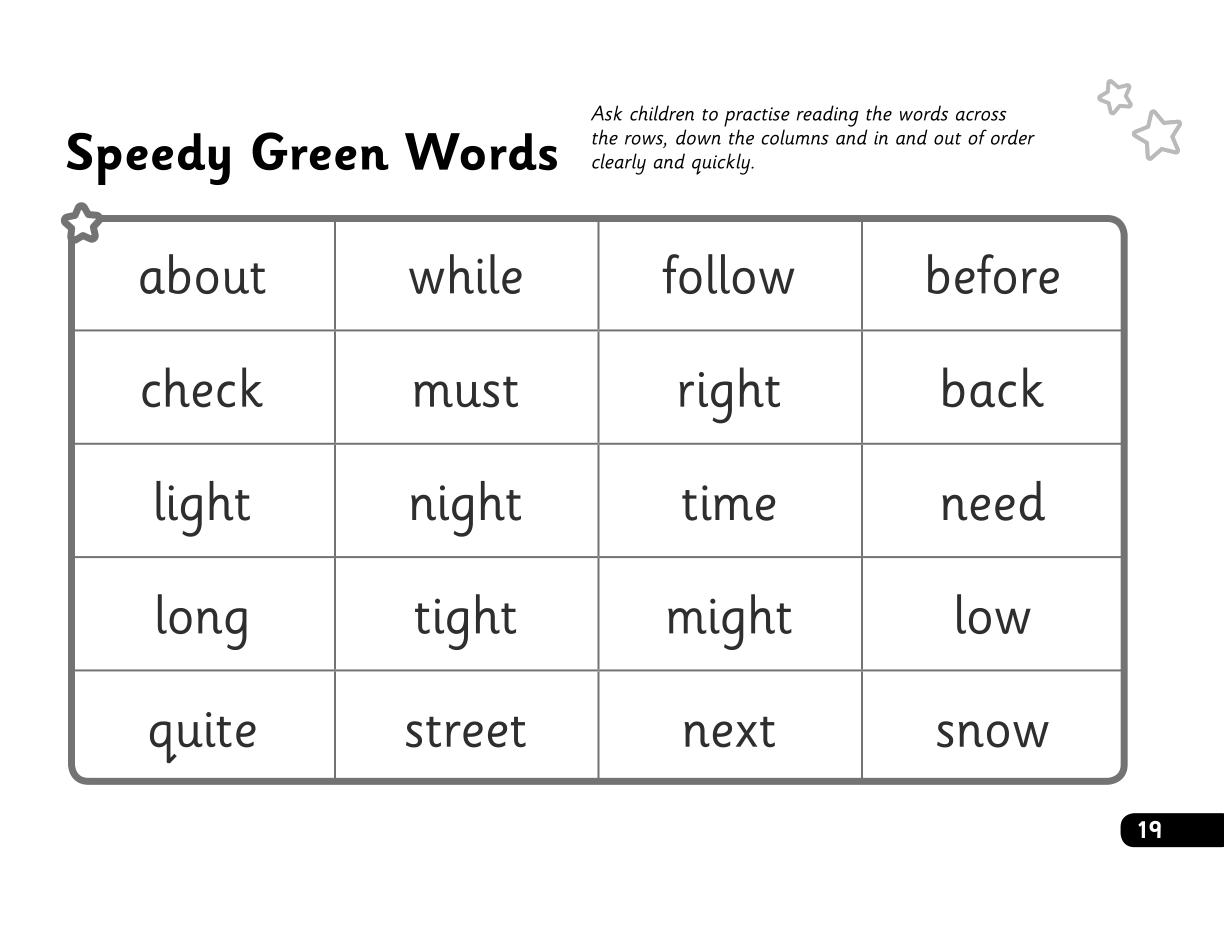 Speedy Green Words
Ask children to practise reading the words across
the rows, down the columns and in and out of order
clearly and quickly.
about while follow before
check must right back
light night time need
long tight might low
quite street next snow
19